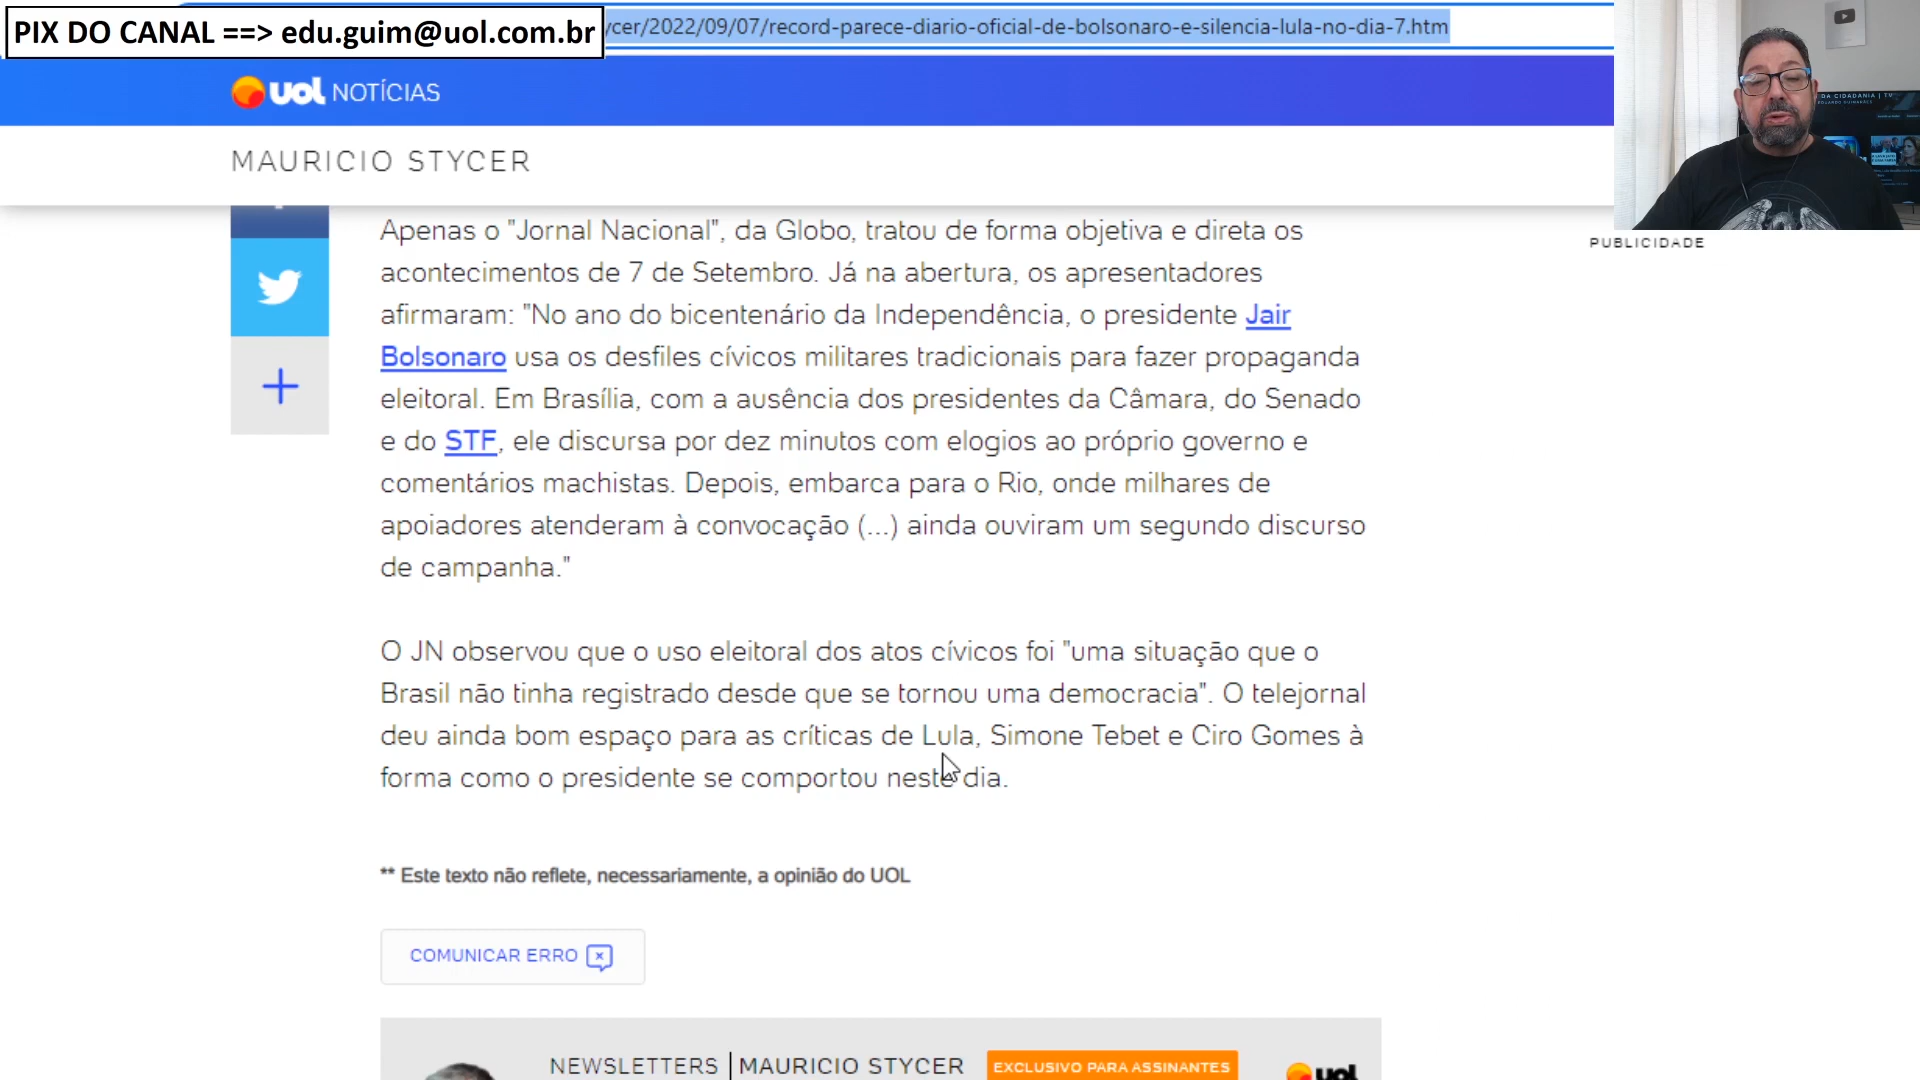 PIX DO CANAL ==> edu.guim@uol.com.br
ycer/2022/09/07/record-parece-diario-oficial-de-bolsonaro-e-silencia-lula-no-dia-7.htm
uol NOTÍCIAS
MAURICIO STYCER
DA CIDADANIA | TV
EDUARDO GUIMARÃES
PUBLICIDADE
Apenas o "Jornal Nacional", da Globo, tratou de forma objetiva e direta os
acontecimentos de 7 de Setembro. Já na abertura, os apresentadores
afirmaram: "No ano do bicentenário da Independência, o presidente Jair
Bolsonaro usa os desfiles cívicos militares tradicionais para fazer propaganda
eleitoral. Em Brasília, com a ausência dos presidentes da Câmara, do Senado
e do STF, ele discursa por dez minutos com elogios ao próprio governo e
comentários machistas. Depois, embarca para o Rio, onde milhares de
apoiadores atenderam à convocação (...) ainda ouviram um segundo discurso
de campanha."
O JN observou que o uso eleitoral dos atos cívicos foi "uma situação que o
Brasil não tinha registrado desde que se tornou uma democracia". O telejornal
deu ainda bom espaço para as críticas de Lula, Simone Tebet e Ciro Gomes à
forma como o presidente se comportou neste dia.
** Este texto não reflete, necessariamente, a opinião do UOL
COMUNICAR ERRO
NEWSLETTERS | MAURICIO STYCER
EXCLUSIVO PARA ASSINANTES
uol